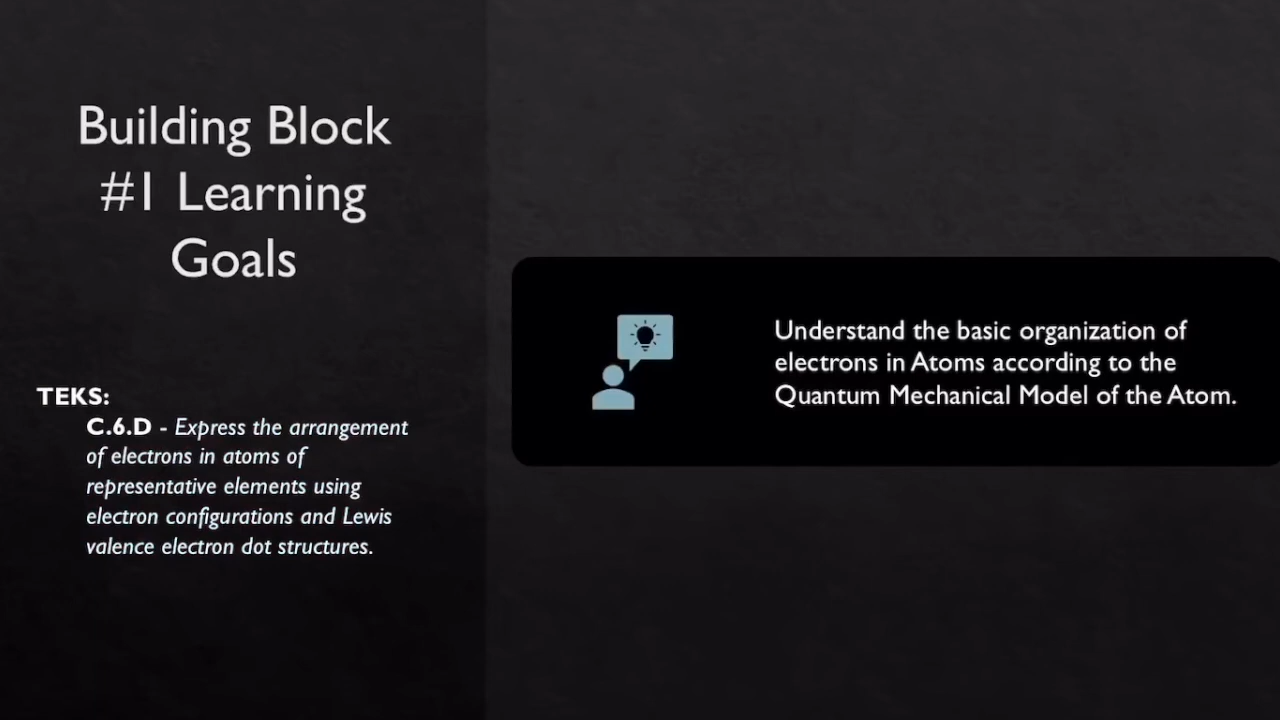 Building Block
#1 Learning
Goals
TEKS:
C.6.D - Express the arrangement
of electrons in atoms of
representative elements using
electron configurations and Lewis
valence electron dot structures.
Understand the basic organization of
electrons in Atoms according to the
Quantum Mechanical Model of the Atom.